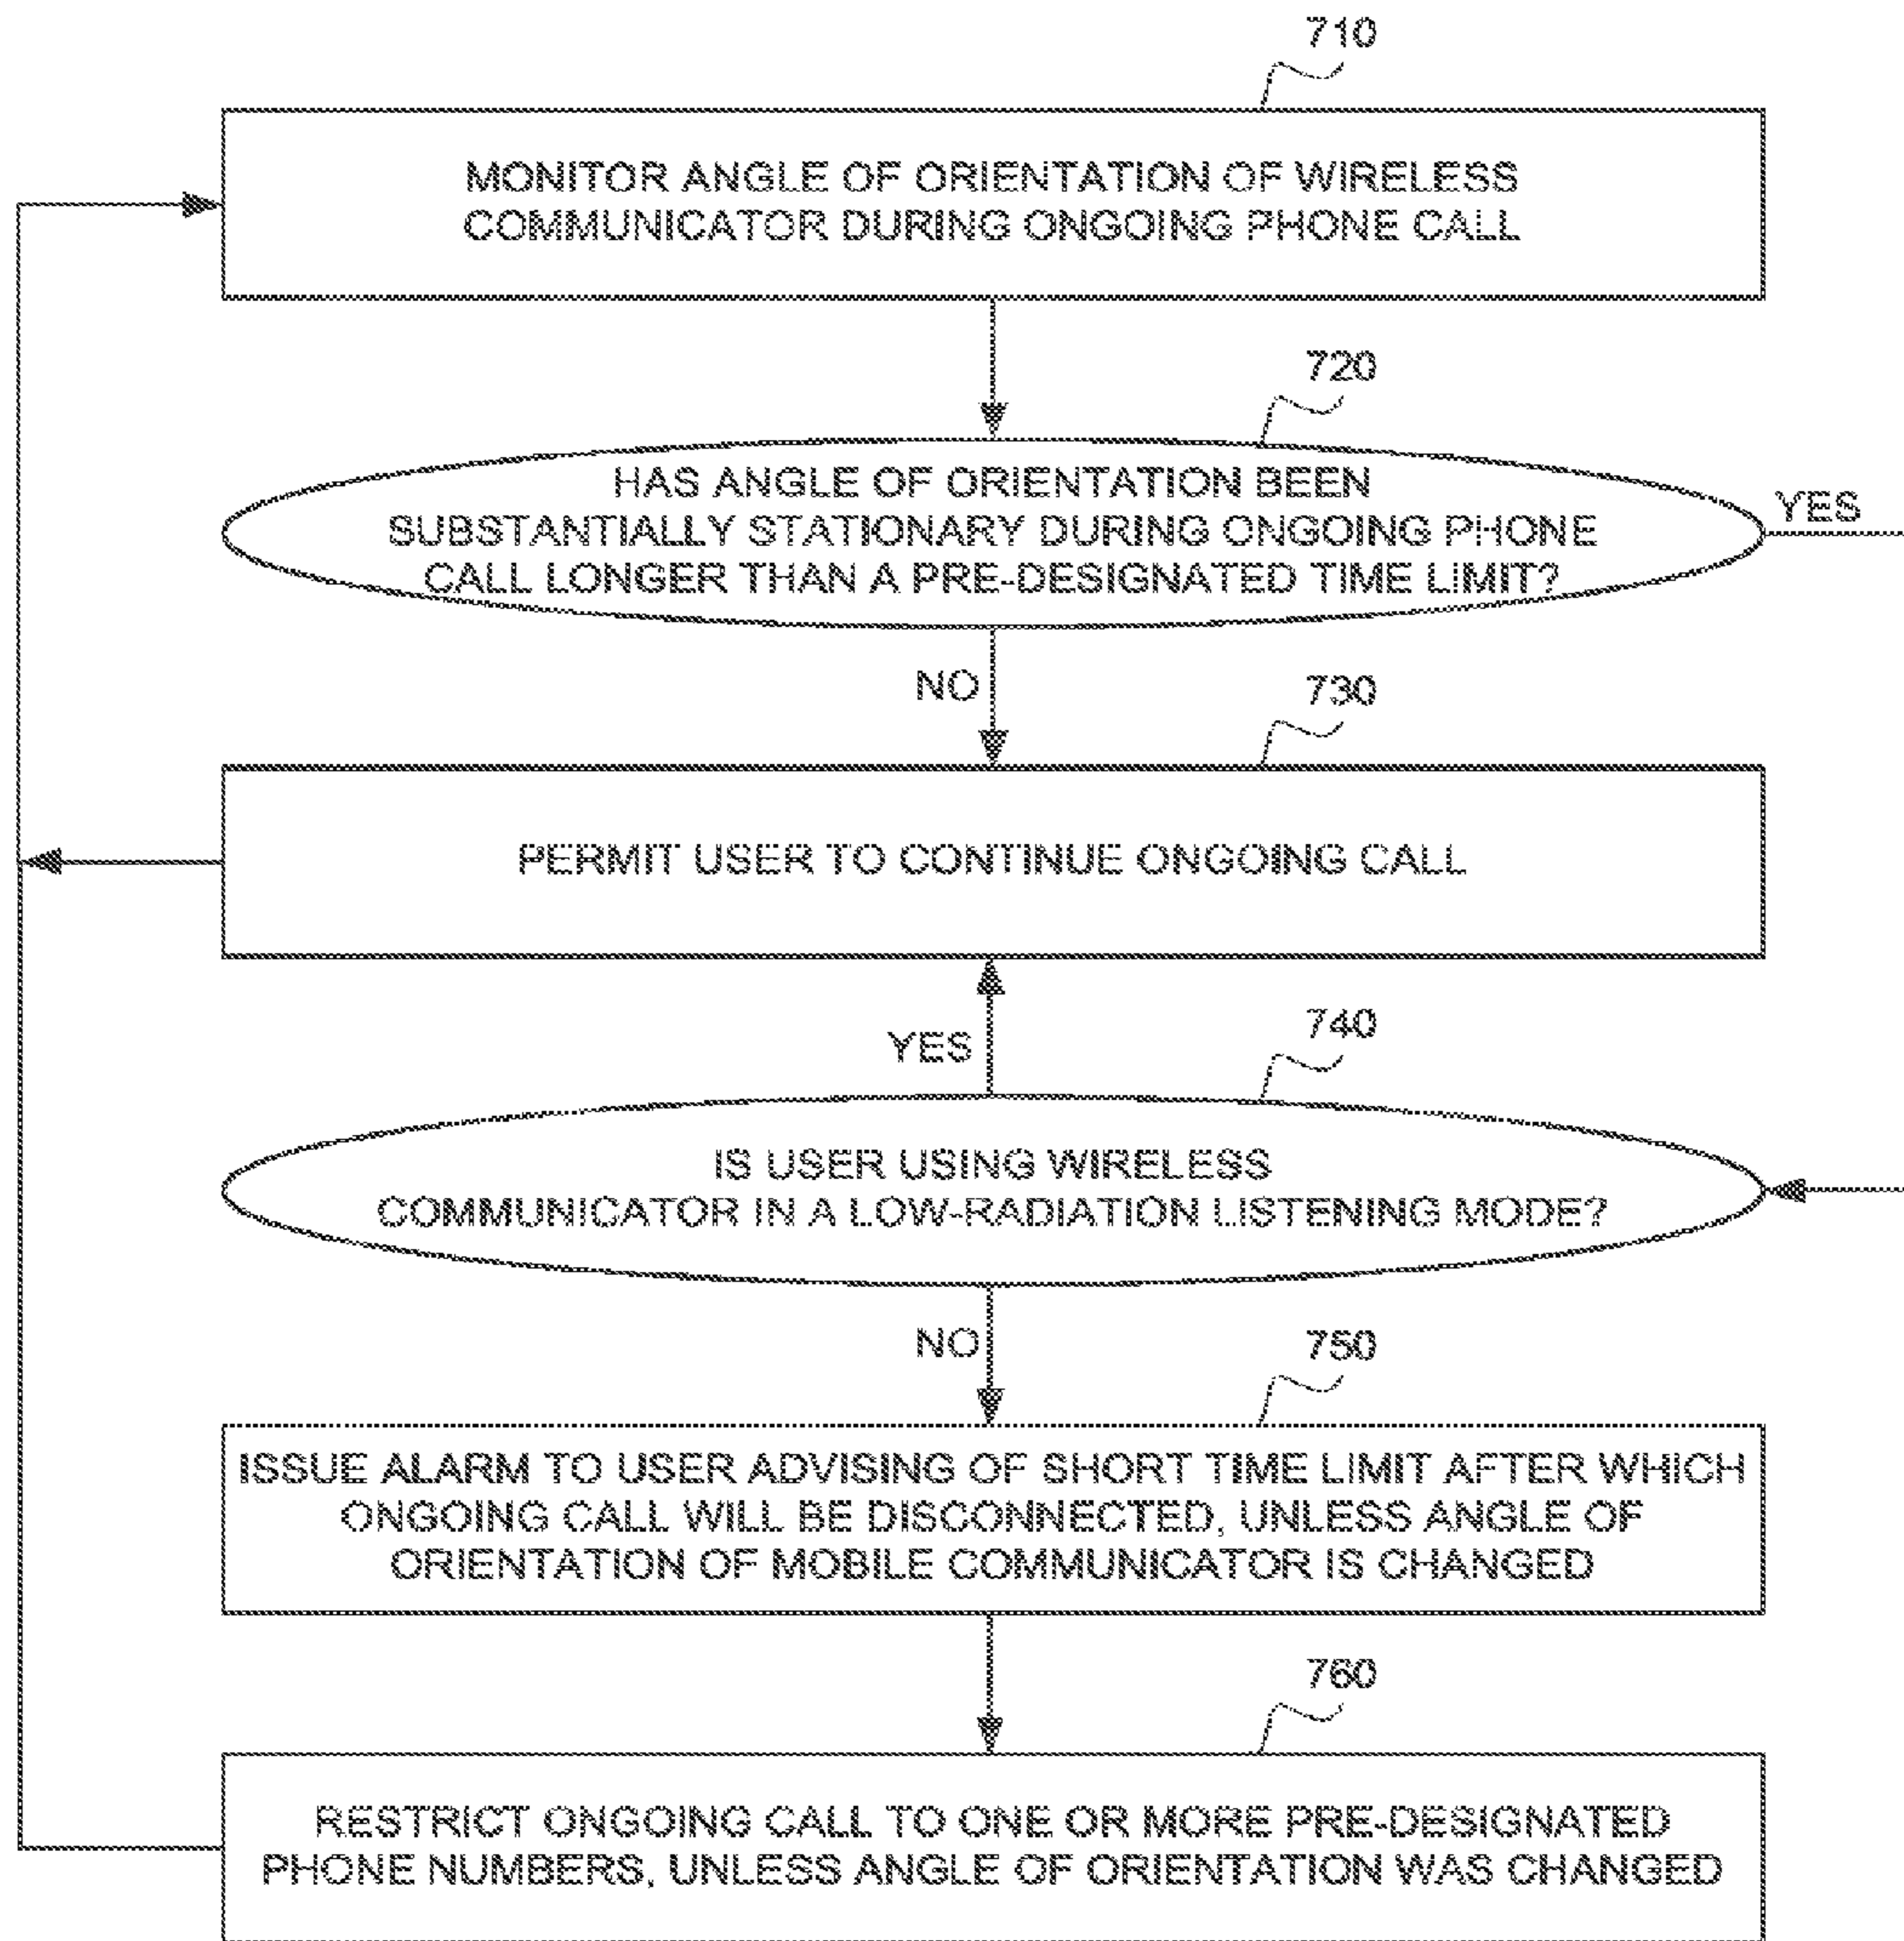 710
MONITOR ANGLE OF ORIENTATION OF WIRELESS
COMMUNICATOR DURING ONGOING PHONE CALL
720
HAS ANGLE OF ORIENTATION BEEN
SUBSTANTIALLY STATIONARY DURING ONGOING PHONE
CALL LONGER THAN A PRE-DESIGNATED TIME LIMIT?
YES
NO
730
PERMIT USER TO CONTINUE ONGOING CALL
YES
740
IS USER USING WIRELESS
COMMUNICATOR IN A LOW-RADIATION LISTENING MODE?
NO
750
ISSUE ALARM TO USER ADVISING OF SHORT TIME LIMIT AFTER WHICH
ONGOING CALL WILL BE DISCONNECTED, UNLESS ANGLE OF
ORIENTATION OF MOBILE COMMUNICATOR IS CHANGED
760
RESTRICT ONGOING CALL TO ONE OR MORE PRE-DESIGNATED
PHONE NUMBERS, UNLESS ANGLE OF ORIENTATION WAS CHANGED